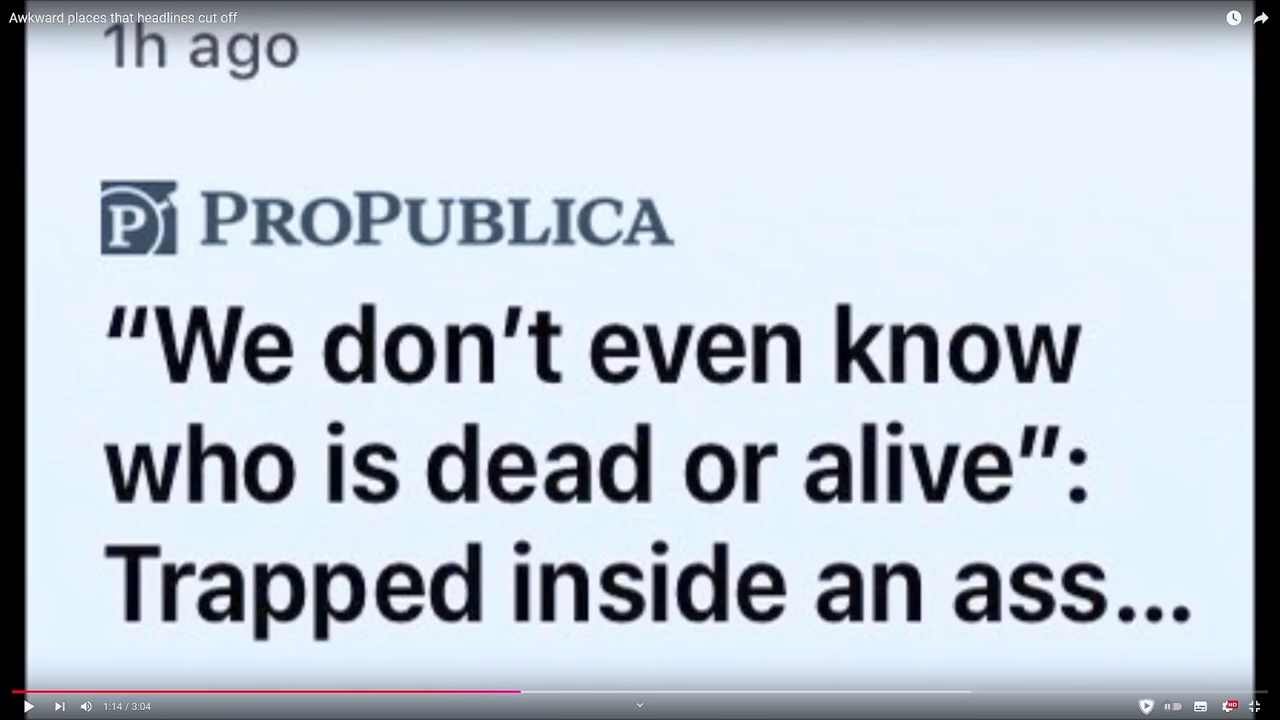 Awkward places that headlines cut off
1h ago
P PROPUBLICA
“We don’t even know
who is dead or alive”:
Trapped inside an ass...
1:14 / 3:04
HD